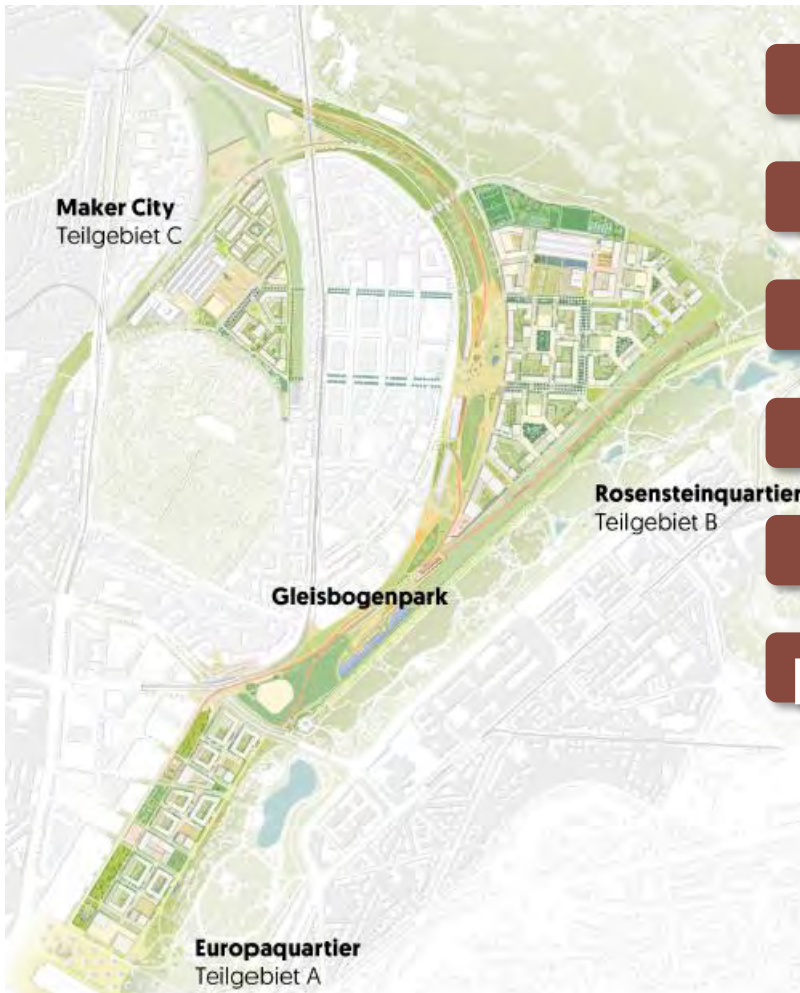 Maker City
Teilgebiet C
Rosensteinquartier
Teilgebiet B
Gleisbogenpark
Europaquartier
Teilgebiet A